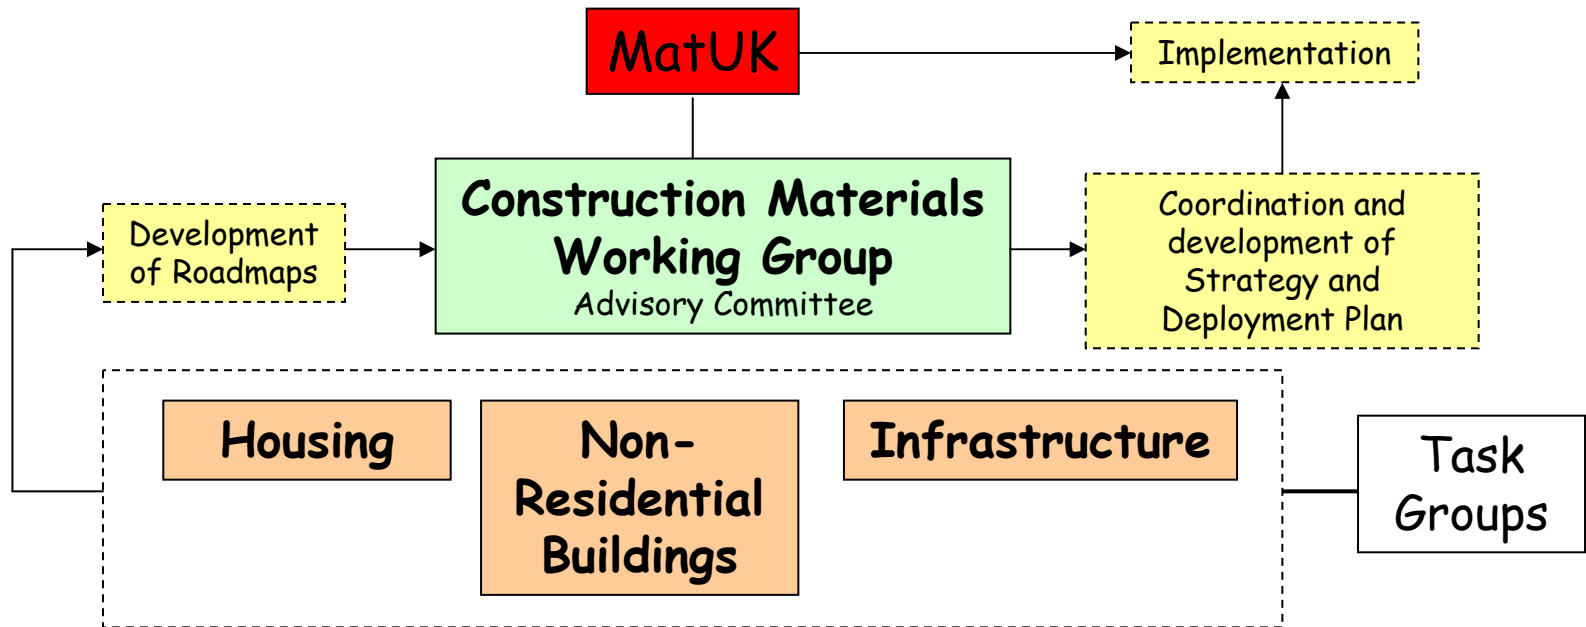 MatUK
Implementation
Development
of Roadmaps
Construction Materials
Working Group
Advisory Committee
Coordination and
development of
Strategy and
Deployment Plan
Housing
Non-
Residential
Buildings
Infrastructure
Task
Groups